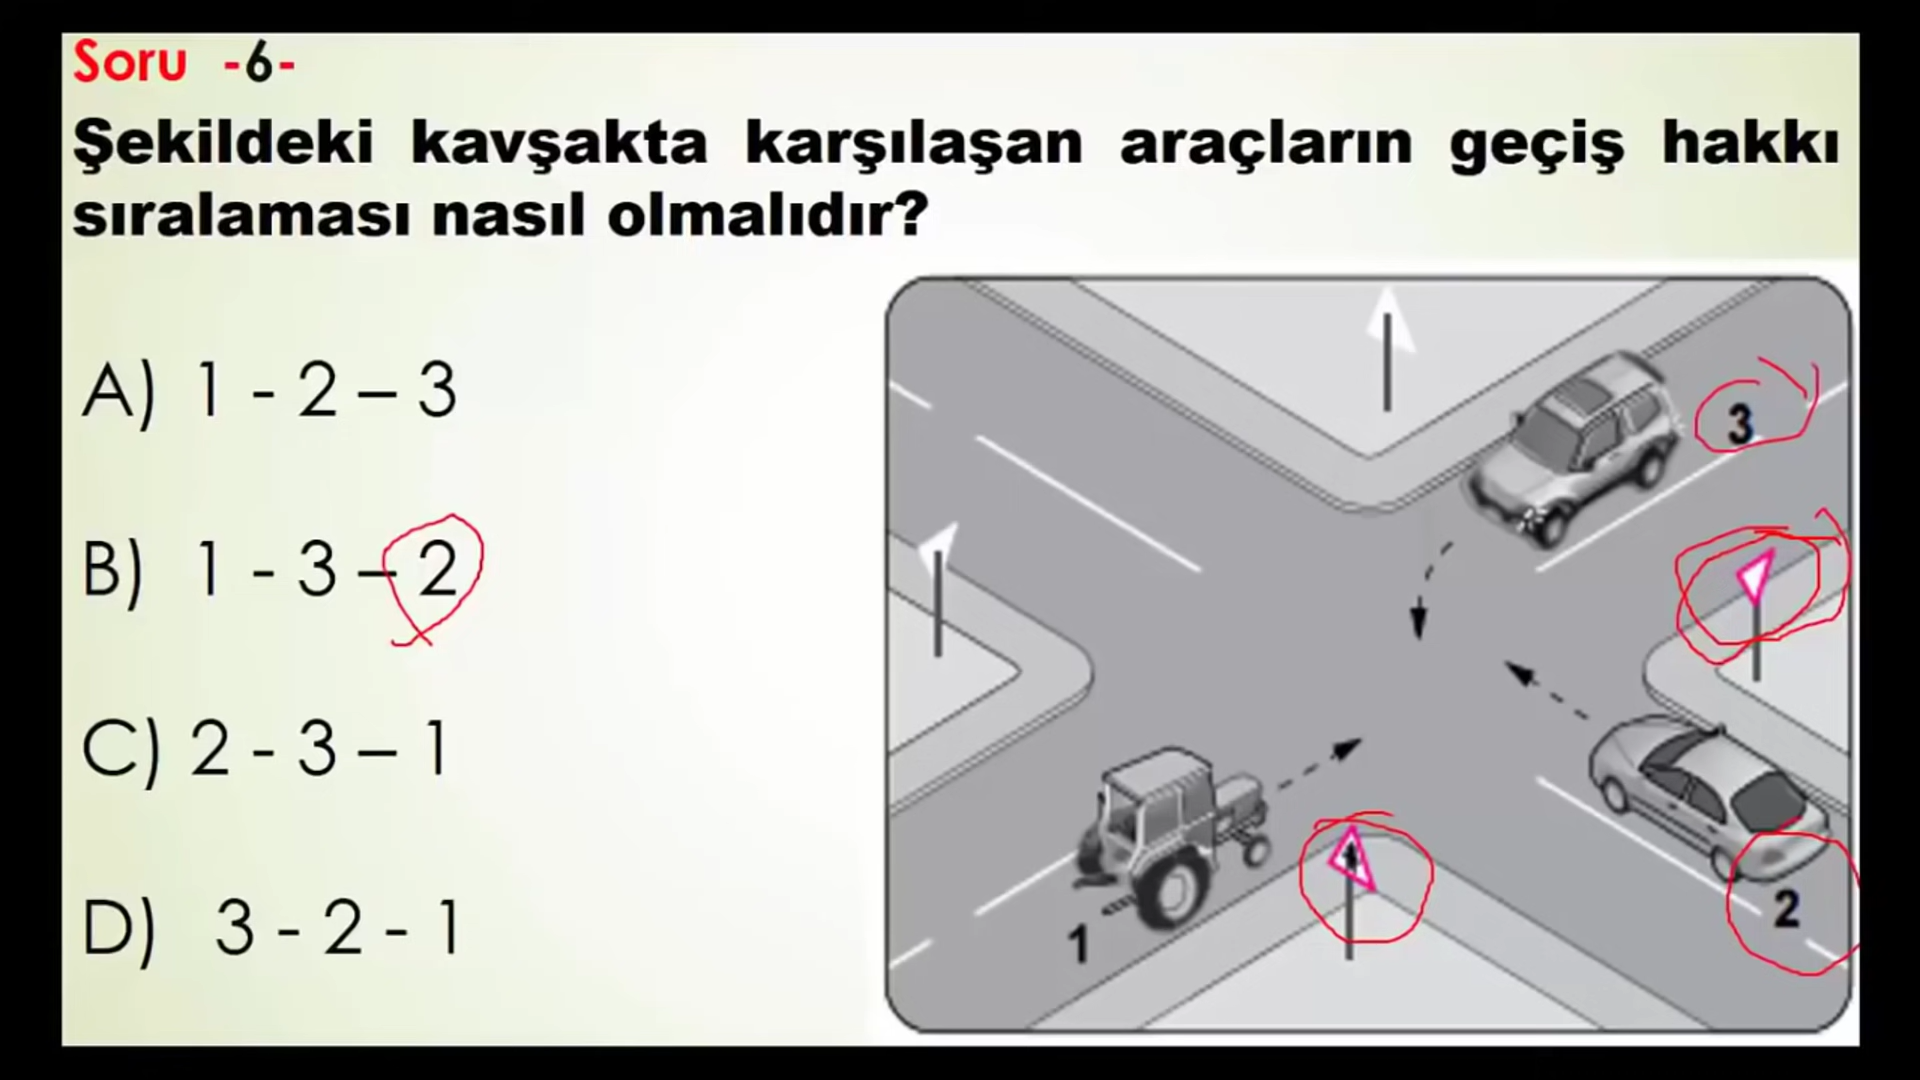 Soru -6-
Şekildeki kavşakta karşılaşan araçların geçiş hakkı
sıralaması nasıl olmalıdır?
A) 1 - 2 – 3
B) 1 - 3 – 2
C) 2 - 3 – 1
D) 3 - 2 - 1
3
2
1